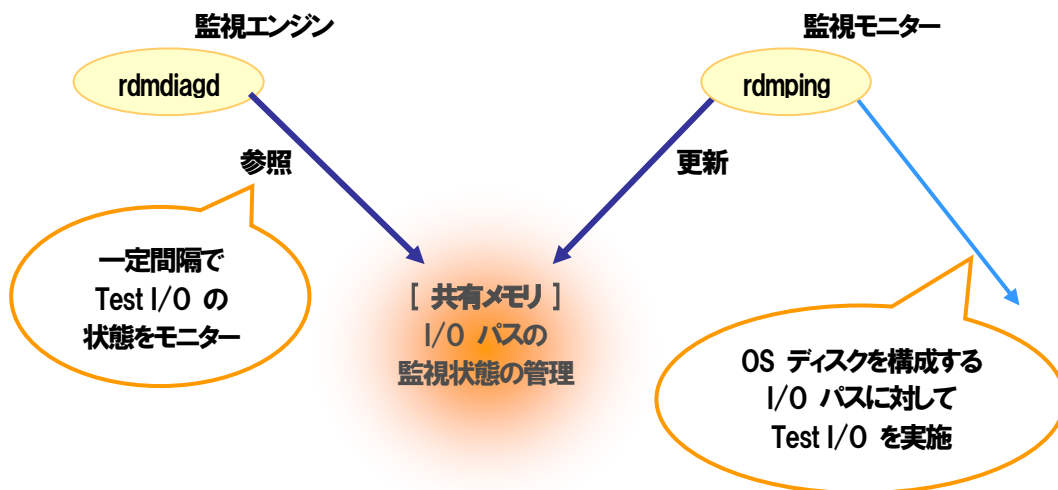 監視エンジン
監視モニター
rdmdiagd
rdmping
参照
更新
一定間隔で
Test I/O の
状態をモニター
[ 共有メモリ ]
I/O パスの
監視状態の管理
OS ディスクを構成する
I/O パスに対して
Test I/O を実施